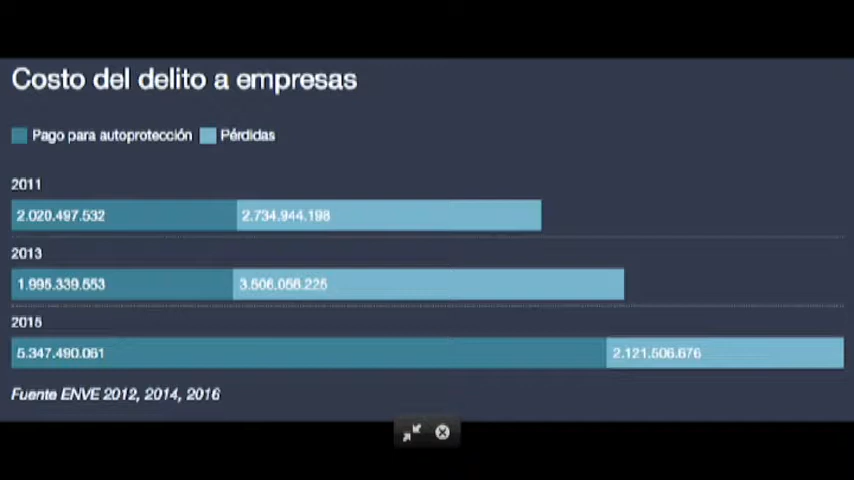 Costo del delito a empresas
Pago para autoprotección Pérdidas
2011
2.020.497.532 2.734.944.198
2013
1.995.339.553 3.506.056.225
2015
5.347.490.061 2.121.506.676
Fuente ENVE 2012, 2014, 2016